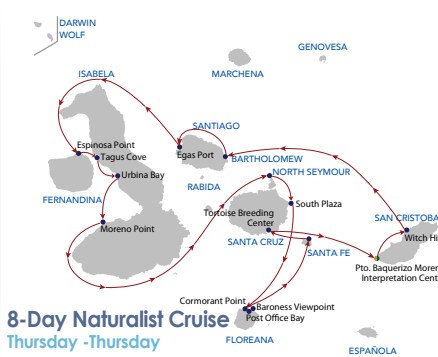 DARWIN
WOLF
GENOVESA
ISABELA
MARCHENA
SANTIAGO
Espinosa Point
Tagus Cove
Egas Port
BARTHOLOMEW
Urbina Bay
NORTH SEYMOUR
RABIDA
FERNANDINA
South Plaza
Tortoise Breeding
Center
Moreno Point
SAN CRISTOBA
Witch Hi
SANTA CRUZ
SANTA FE
Pto. Baquerizo Morer
Interpretation Cent
Cormorant Point
Baroness Viewpoint
Post Office Bay
8-Day Naturalist Cruise
Thursday -Thursday
FLOREANA
ESPAÑOLA